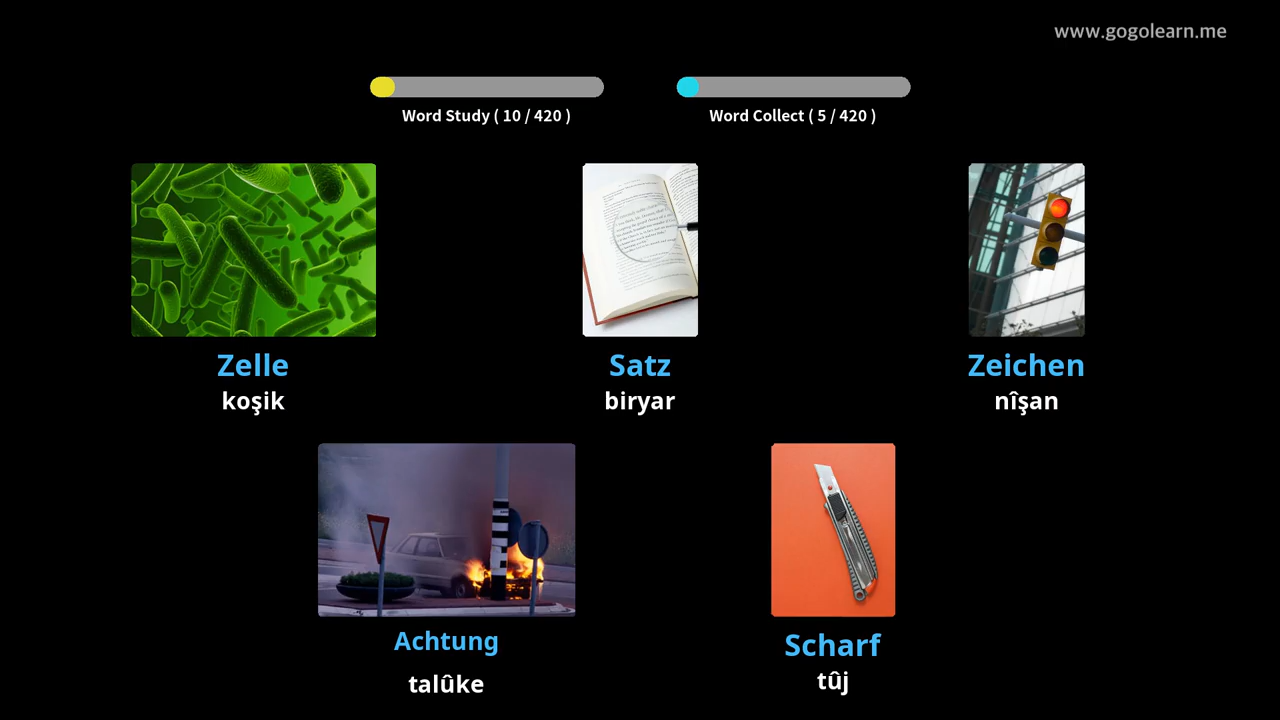 www.gogolearn.me
Word Study ( 10 / 420 )
Word Collect ( 5 / 420 )
Zelle
koşik
Satz
biryar
Zeichen
nîşan
Achtung
talûke
Scharf
tûj